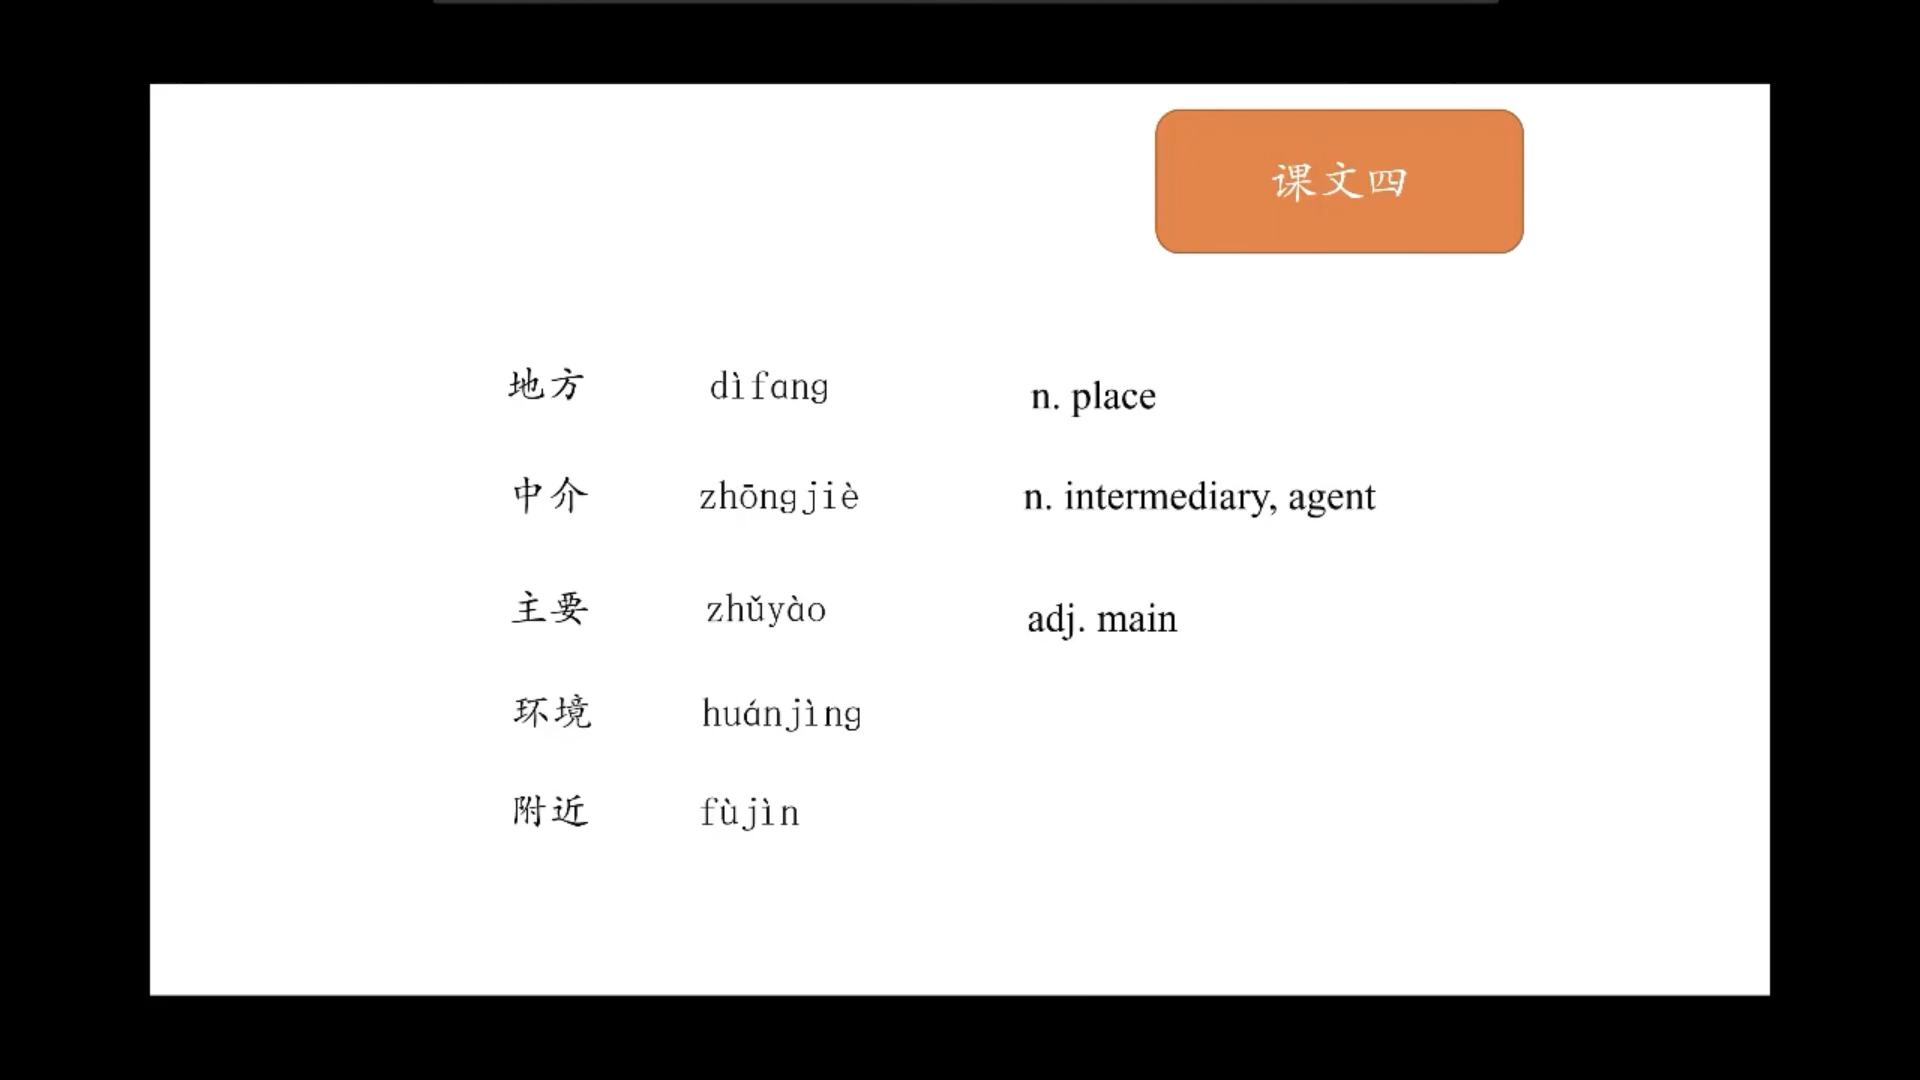 课文四
地方 dìfang n. place
中介 zhōngjiè n. intermediary, agent
主要 zhǔyào adj. main
环境 huánjìng
附近 fùjìn